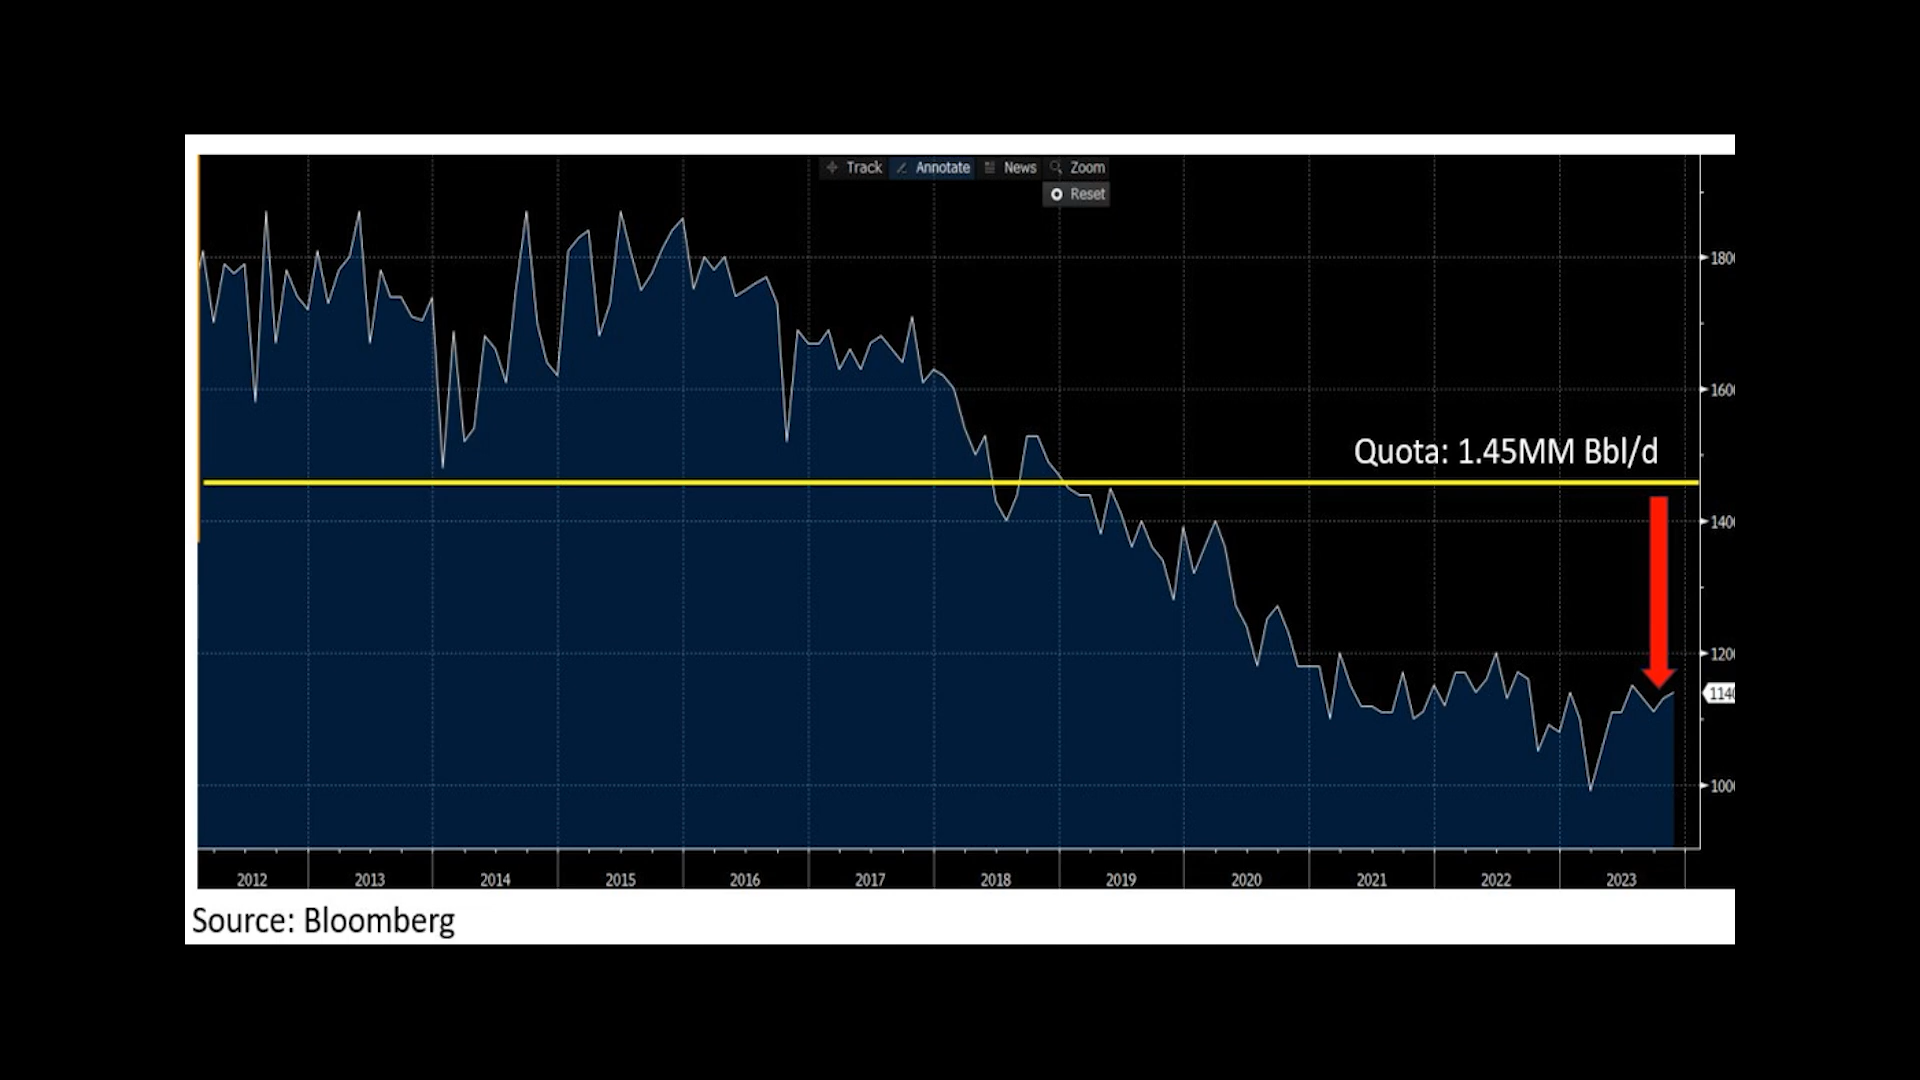 Track Annotate News Zoom
Reset
1800
1600
Quota: 1.45MM Bbl/d
1400
1200
1140
1000
2012 2013 2014 2015 2016 2017 2018 2019 2020 2021 2022 2023
Source: Bloomberg